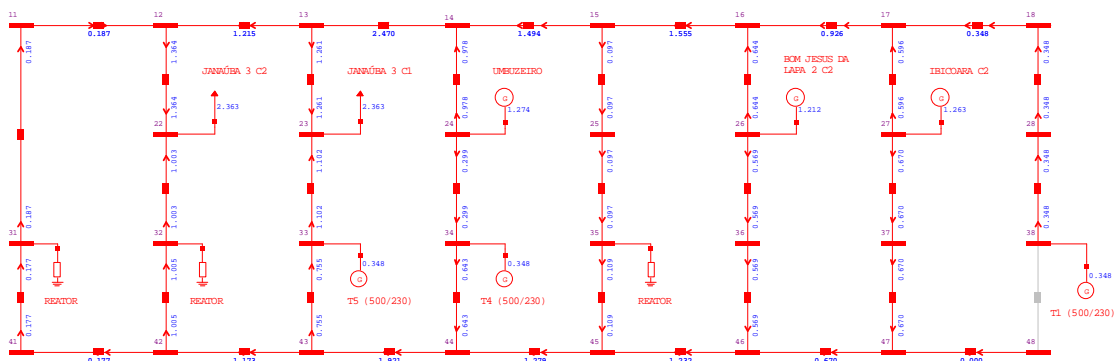 11 12 13 14 15 16 17 18
0.187 1.215 2.470 1.494 1.555 0.926 0.348
0.187 1.364 1.261 0.978 0.097 0.644 0.596 0.348
JANAÚBA 3 C2 JANAÚBA 3 C1 UMBUZEIRO BOM JESUS DA
LAPA 2 C2 IBICOARA C2
G G G
1.364 2.363 1.261 2.363 0.978 1.274 0.097 0.644 1.212 0.596 1.263 0.348
22 23 24 25 26 27 28
1.003 1.102 0.299 0.097 0.569 0.670 0.348
0.187 1.003 1.102 0.299 0.097 0.569 0.670 0.348
31 32 33 34 35 36 37 38
0.177 1.005 0.755 0.348 0.643 0.348 0.109 0.569 0.670 0.348
G G G
REATOR REATOR T5 (500/230) T4 (500/230) REATOR T1 (500/230)
0.177 1.005 0.755 0.643 0.109 0.569 0.670
41 42 43 44 45 46 47 48
0.177 1.173 1.921 1.279 1.232 0.670 0.000